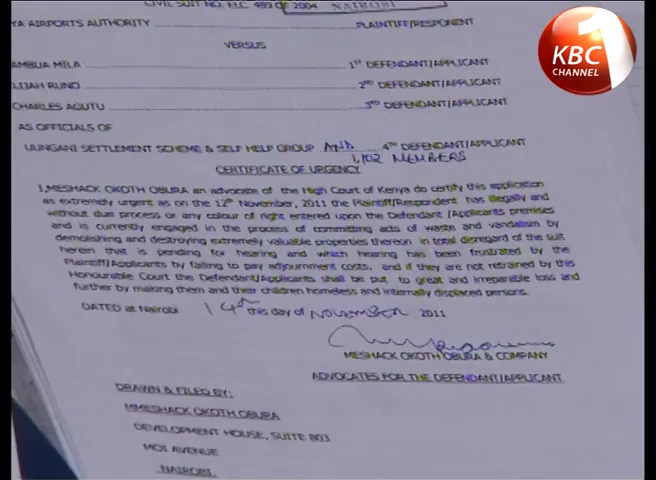 CIVIL SUIT NO. ELC 489 OF 2004 NAIROBI
YA AIRPORTS AUTHORITY PLAINTIFF/RESPONENT
VERSUS
AMBUA MILA 1ST DEFENDANT/APPLICANT
LIJAH RUNO 2ND DEFENDANT/APPLICANT
CHARLES AGUTU 3RD DEFENDANT/APPLICANT
AS OFFICIALS OF
UUNGANI SETTLEMENT SCHEME & SELF HELP GROUP AND 4TH DEFENDANT/APPLICANT
1,102 MEMBERS
CERTIFICATE OF URGENCY
I,MESHACK OKOTH OBURA an advocate of the High Court of Kenya do certify this application
as extremely urgent as on the 12th November, 2011 the Plaintiff/Respondent has illegally and
without due process or any colour of right entered upon the Defendant /Applicants premises
and is currently engaged in the process of committing acts of waste and vandalism by
demolishing and destroying extremely valuable properties thereon in total disregard of the suit
herein that is pending for hearing and which hearing has been frustrated by the
Plaintiff/Applicants by failing to pay adjournment costs, and if they are not retrained by this
Honourable Court the Defendant/Applicants shall be put to great and irreparable loss and
further by making them and their children homeless and internally displaced persons.
DATED at Nairobi 14th this day of NOVEMBER 2011
MESHACK OKOTH OBURA & COMPANY
ADVOCATES FOR THE DEFENDANT/APPLICANT
DRAWN & FILED BY:
MMESHACK OKOTH OBURA
DEVELOPMENT HOUSE, SUITE 803
MOI AVENUE
NAIROBI.
KBC
CHANNEL 1